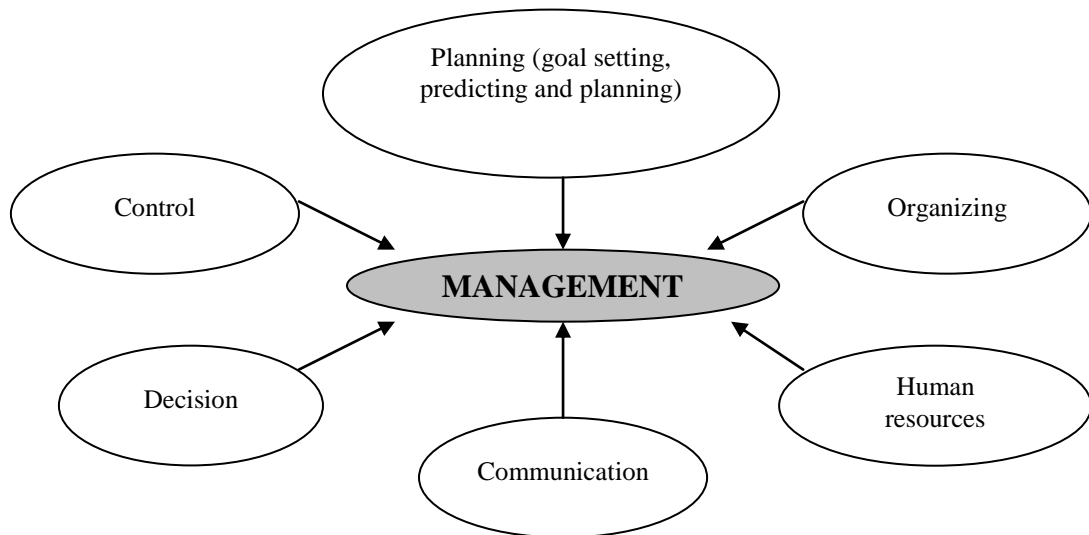 Planning (goal setting,
predicting and planning)
Control
Organizing
MANAGEMENT
Decision
Human
resources
Communication